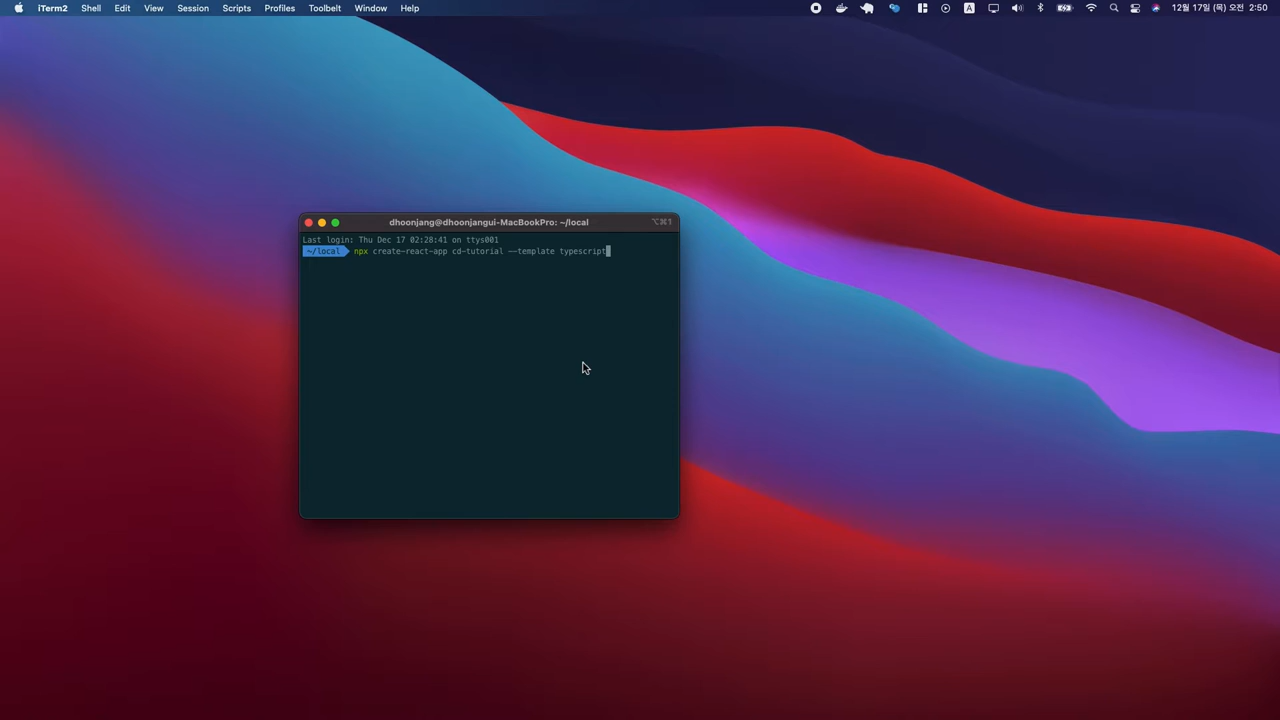 iTerm2 Shell Edit View Session Scripts Profiles Toolbelt Window Help A 12월 17일 (목) 오전 2:50
dhoonjang@dhoonjangui-MacBookPro: ~/local ⌥⌘1
Last login: Thu Dec 17 02:28:41 on ttys001
~/local npx create-react-app cd-tutorial --template typescript